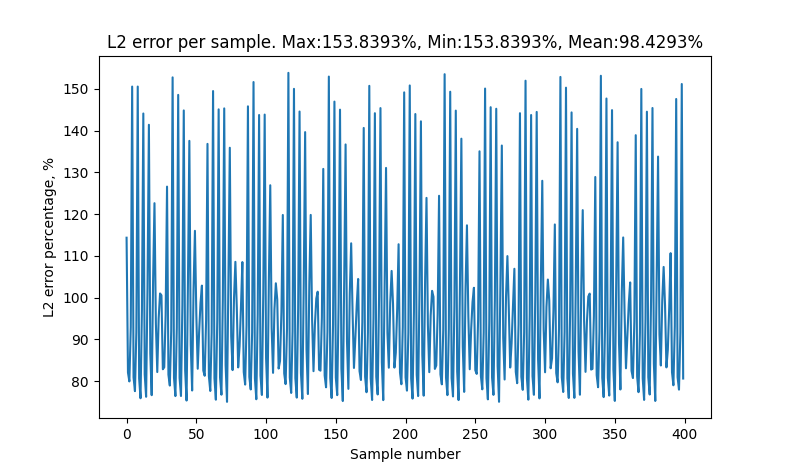 L2 error per sample. Max:153.8393%, Min:153.8393%, Mean:98.4293%
150
140
130
120
110
100
90
80
L2 error percentage, %
0 50 100 150 200 250 300 350 400
Sample number